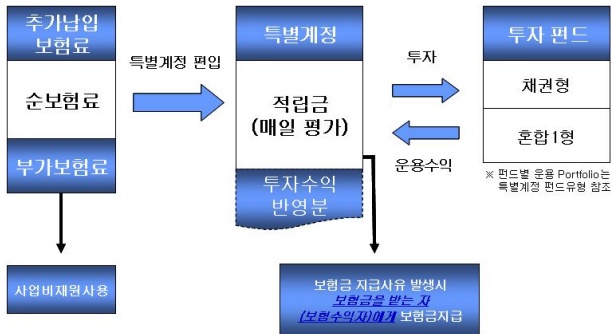 추가납입
보험료
순보험료
부가보험료
사업비재원사용
특별계정 편입
특별계정
적립금
(매일 평가)
투자수익
반영분
투자
운용수익
투자 펀드
채권형
혼합1형
※ 펀드별 운용 Portfolio는
특별계정 펀드유형 참조
보험금 지급사유 발생시
보험금을 받는 자
(보험수익자)에게 보험금지급